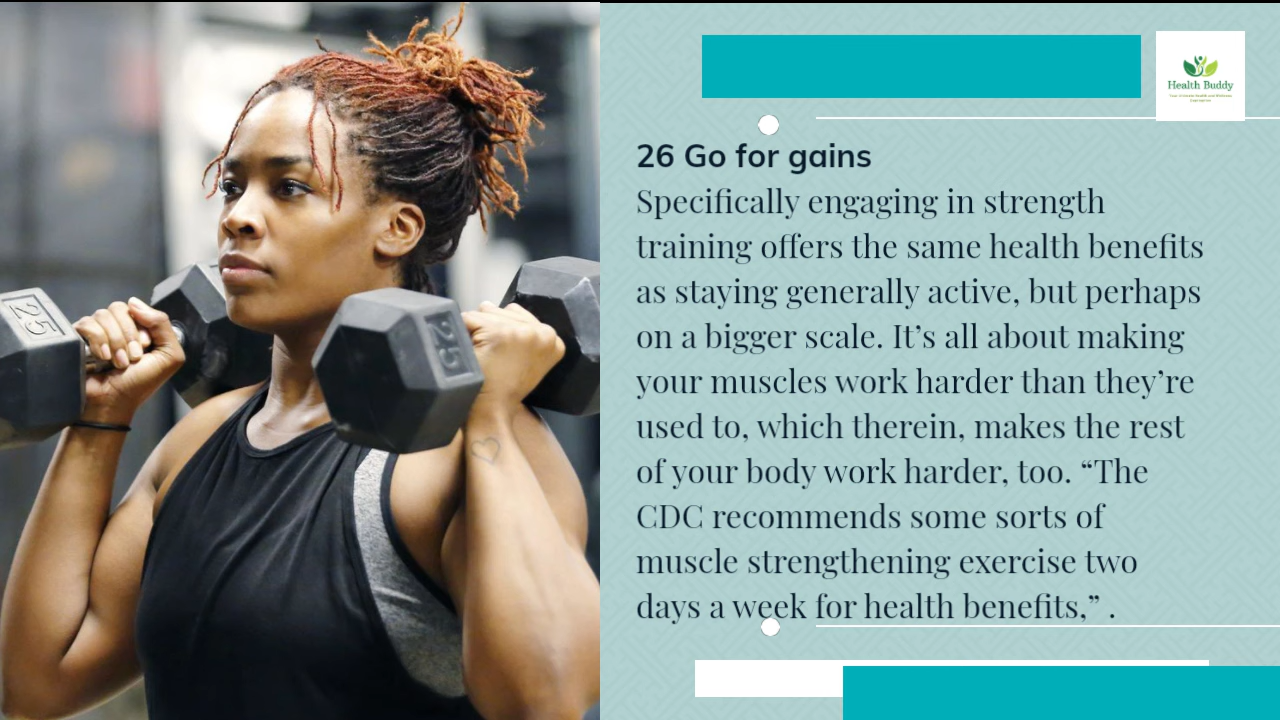 25
25
Health Buddy
26 Go for gains
Specifically engaging in strength
training offers the same health benefits
as staying generally active, but perhaps
on a bigger scale. It’s all about making
your muscles work harder than they’re
used to, which therein, makes the rest
of your body work harder, too. “The
CDC recommends some sorts of
muscle strengthening exercise two
days a week for health benefits,” .